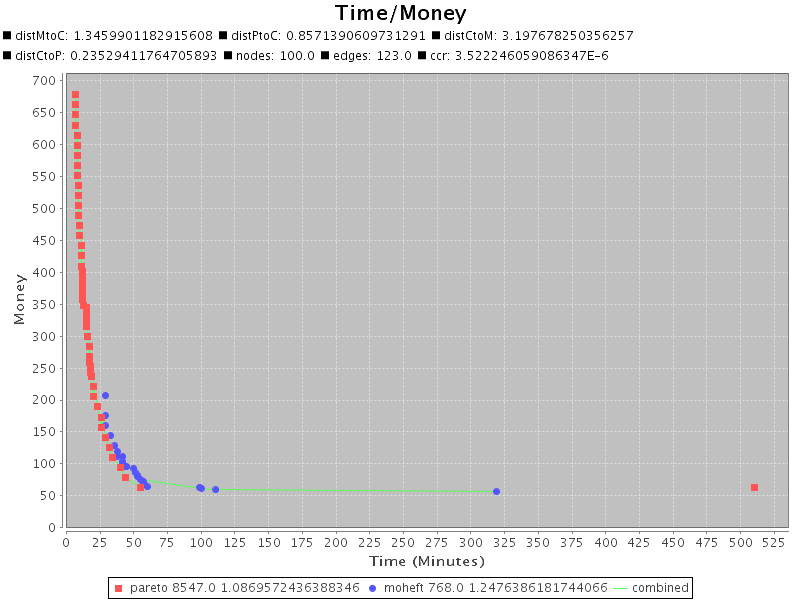 Time/Money
distMtoC: 1.3459901182915608 distPtoC: 0.8571390609731291 distCtoM: 3.197678250356257
distCtoP: 0.23529411764705893 nodes: 100.0 edges: 123.0 ccr: 3.522246059086347E-6
700
650
600
550
500
450
400
350
300
250
200
150
100
50
0
Money
0 25 50 75 100 125 150 175 200 225 250 275 300 325 350 375 400 425 450 475 500 525
Time (Minutes)
pareto 8547.0 1.0869572436388346 moheft 768.0 1.2476386181744066 combined